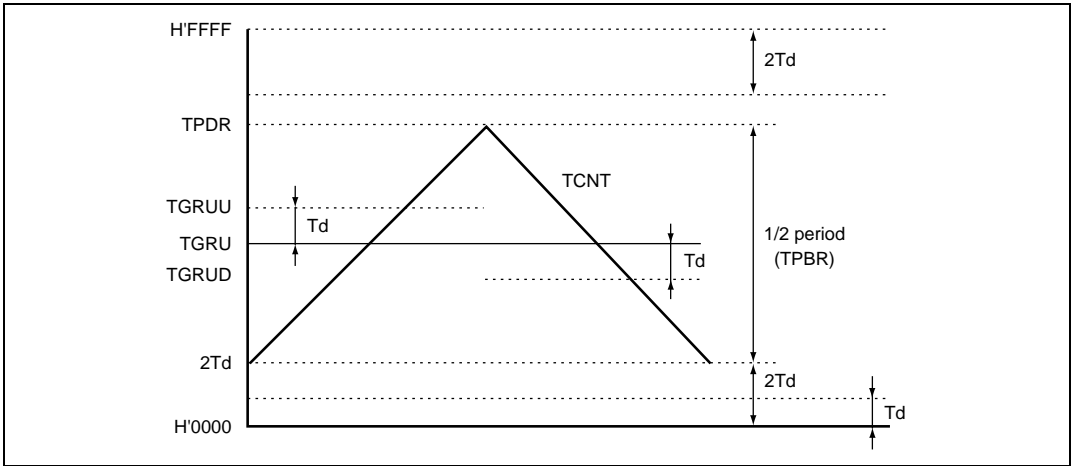 H'FFFF
2Td
TPDR
TCNT
TGRUU
Td
TGRU
1/2 period
(TPBR)
Td
TGRUD
2Td
2Td
Td
H'0000